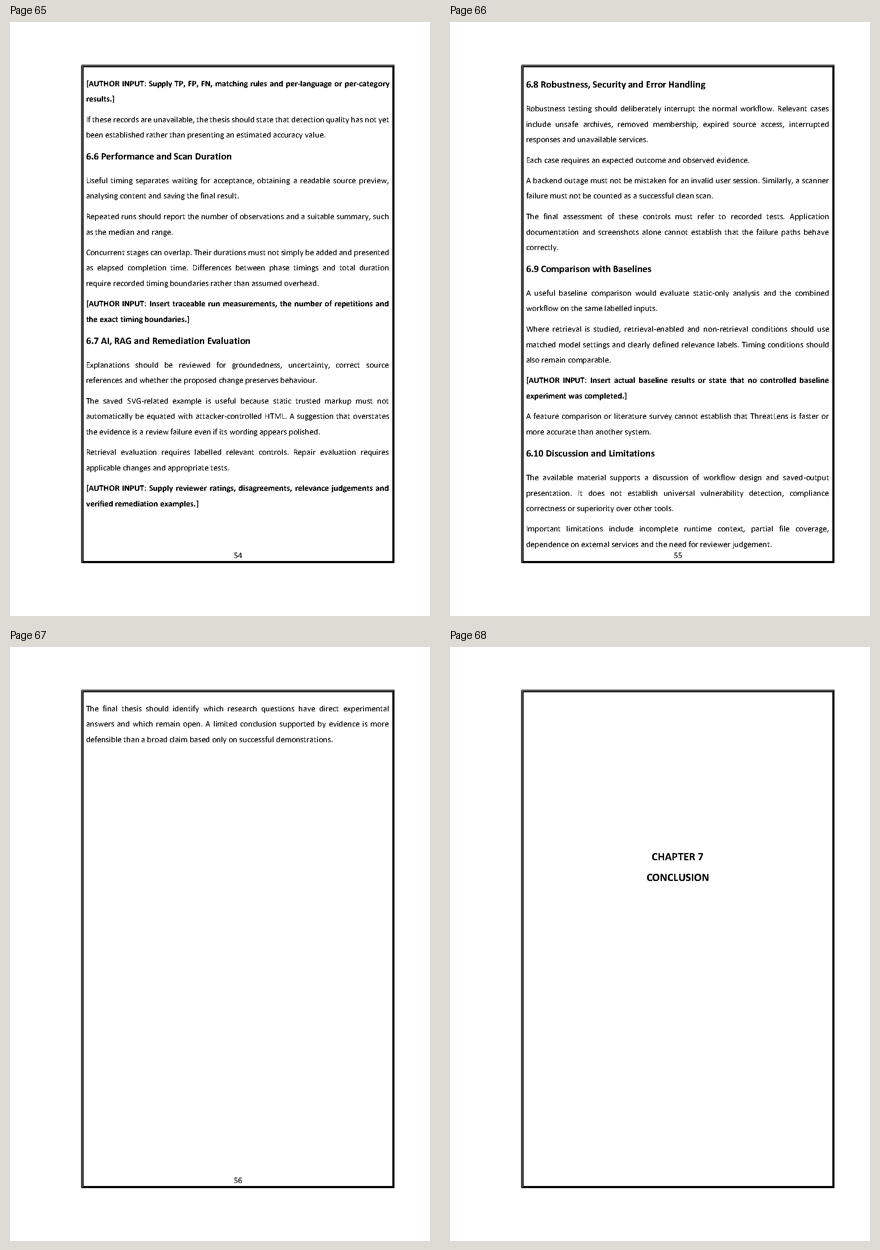 Page 65
[AUTHOR INPUT: Supply TP, FP, FN, matching rules and per-language or per-category
results.]
If these records are unavailable, the thesis should state that detection quality has not yet
been established rather than presenting an estimated accuracy value.
6.6 Performance and Scan Duration
Useful timing separates waiting for acceptance, obtaining a readable source preview,
analysing content and saving the final result.
Repeated runs should report the number of observations and a suitable summary, such
as the median and range.
Concurrent stages can overlap. Their durations must not simply be added and presented
as elapsed completion time. Differences between phase timings and total duration
require recorded timing boundaries rather than assumed overhead.
[AUTHOR INPUT: Insert traceable run measurements, the number of repetitions and
the exact timing boundaries.]
6.7 AI, RAG and Remediation Evaluation
Explanations should be reviewed for groundedness, uncertainty, correct source
references and whether the proposed change preserves behaviour.
The saved SVG-related example is useful because static trusted markup must not
automatically be equated with attacker-controlled HTML. A suggestion that overstates
the evidence is a review failure even if its wording appears polished.
Retrieval evaluation requires labelled relevant controls. Repair evaluation requires
applicable changes and appropriate tests.
[AUTHOR INPUT: Supply reviewer ratings, disagreements, relevance judgements and
verified remediation examples.]
54
Page 66
6.8 Robustness, Security and Error Handling
Robustness testing should deliberately interrupt the normal workflow. Relevant cases
include unsafe archives, removed membership, expired source access, interrupted
responses and unavailable services.
Each case requires an expected outcome and observed evidence.
A backend outage must not be mistaken for an invalid user session. Similarly, a scanner
failure must not be counted as a successful clean scan.
The final assessment of these controls must refer to recorded tests. Application
documentation and screenshots alone cannot establish that the failure paths behave
correctly.
6.9 Comparison with Baselines
A useful baseline comparison would evaluate static-only analysis and the combined
workflow on the same labelled inputs.
Where retrieval is studied, retrieval-enabled and non-retrieval conditions should use
matched model settings and clearly defined relevance labels. Timing conditions should
also remain comparable.
[AUTHOR INPUT: Insert actual baseline results or state that no controlled baseline
experiment was completed.]
A feature comparison or literature survey cannot establish that ThreatLens is faster or
more accurate than another system.
6.10 Discussion and Limitations
The available material supports a discussion of workflow design and saved-output
presentation. It does not establish universal vulnerability detection, compliance
correctness or superiority over other tools.
Important limitations include incomplete runtime context, partial file coverage,
dependence on external services and the need for reviewer judgement.
55
Page 67
The final thesis should identify which research questions have direct experimental
answers and which remain open. A limited conclusion supported by evidence is more
defensible than a broad claim based only on successful demonstrations.
56
Page 68
CHAPTER 7
CONCLUSION